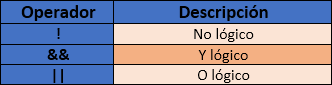 Operador Descripción
! No lógico
&& Y lógico
|| O lógico